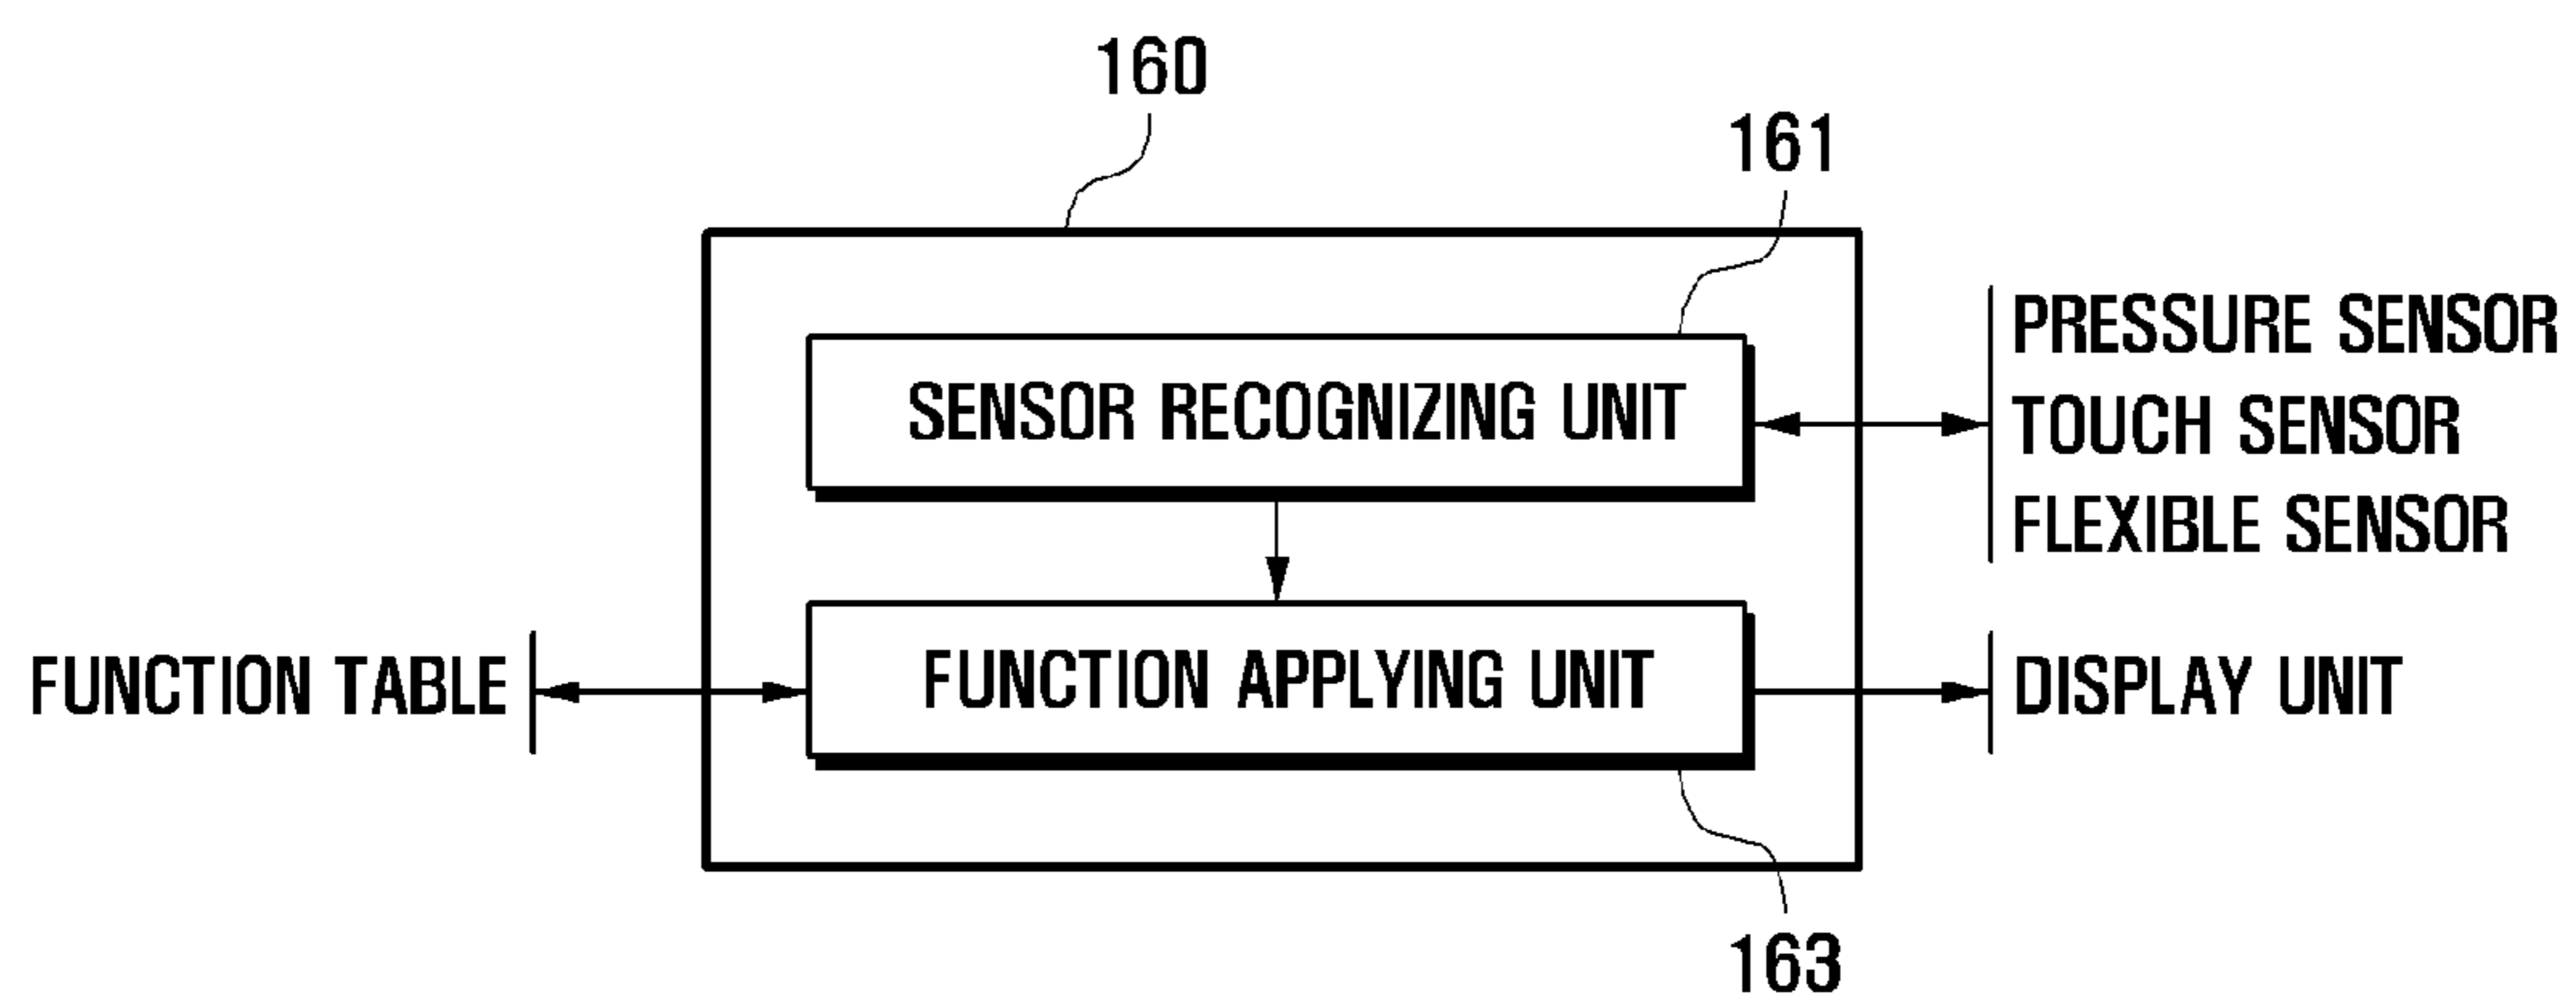 160
161
SENSOR RECOGNIZING UNIT
PRESSURE SENSOR
TOUCH SENSOR
FLEXIBLE SENSOR
FUNCTION TABLE
FUNCTION APPLYING UNIT
DISPLAY UNIT
163